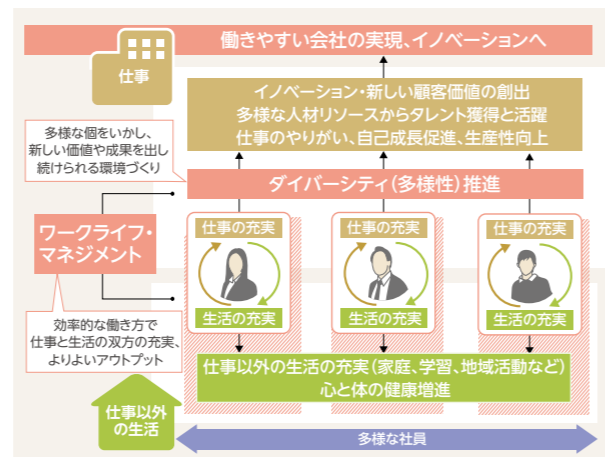 働きやすい会社の実現、イノベーションへ
仕事
イノベーション・新しい顧客価値の創出
多様な人材リソースからタレント獲得と活躍
仕事のやりがい、自己成長促進、生産性向上
多様な個をいかし、
新しい価値や成果を出し
続けられる環境づくり
ダイバーシティ(多様性)推進
ワークライフ・
マネジメント
仕事の充実
仕事の充実
仕事の充実
生活の充実
生活の充実
生活の充実
効率的な働き方で
仕事と生活の双方の充実、
よりよいアウトプット
仕事以外の生活の充実(家庭、学習、地域活動など)
心と体の健康増進
仕事以外
の生活
多様な社員